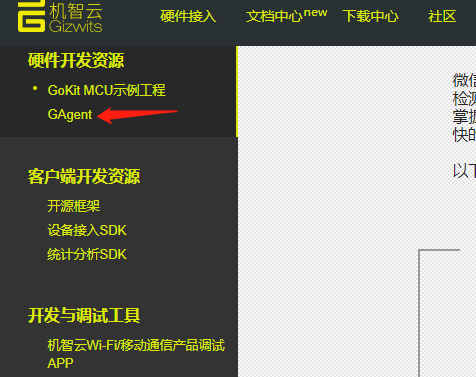 机智云
Gizwits
硬件接入
文档中心new
下载中心
社区
硬件开发资源
GoKit MCU示例工程
GAgent
客户端开发资源
开源框架
设备接入SDK
统计分析SDK
开发与调试工具
机智云Wi-Fi/移动通信产品调试
APP
微信
检测
掌握
快的
以下